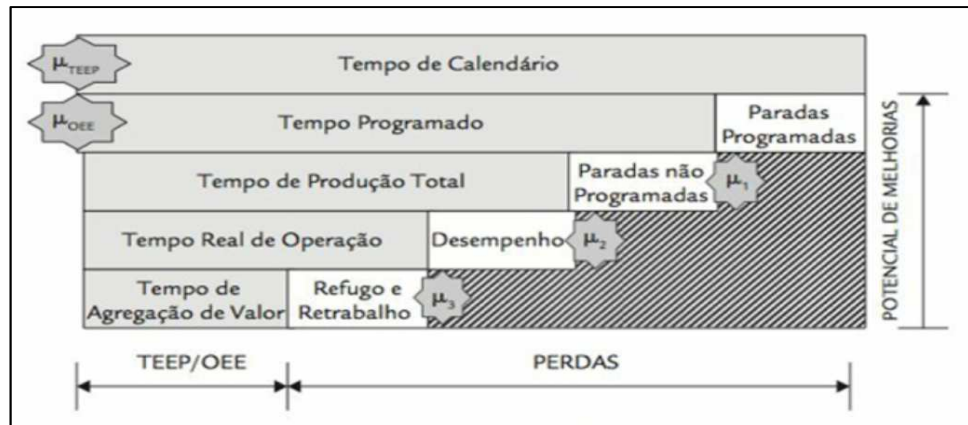 μTEEP
Tempo de Calendário
μOEE
Tempo Programado
Paradas
Programadas
Tempo de Produção Total
Paradas não
Programadas
μ1
Tempo Real de Operação
Desempenho
μ2
Tempo de
Agregação de Valor
Refugo e
Retrabalho
μ3
POTENCIAL DE MELHORIAS
TEEP/OEE
PERDAS